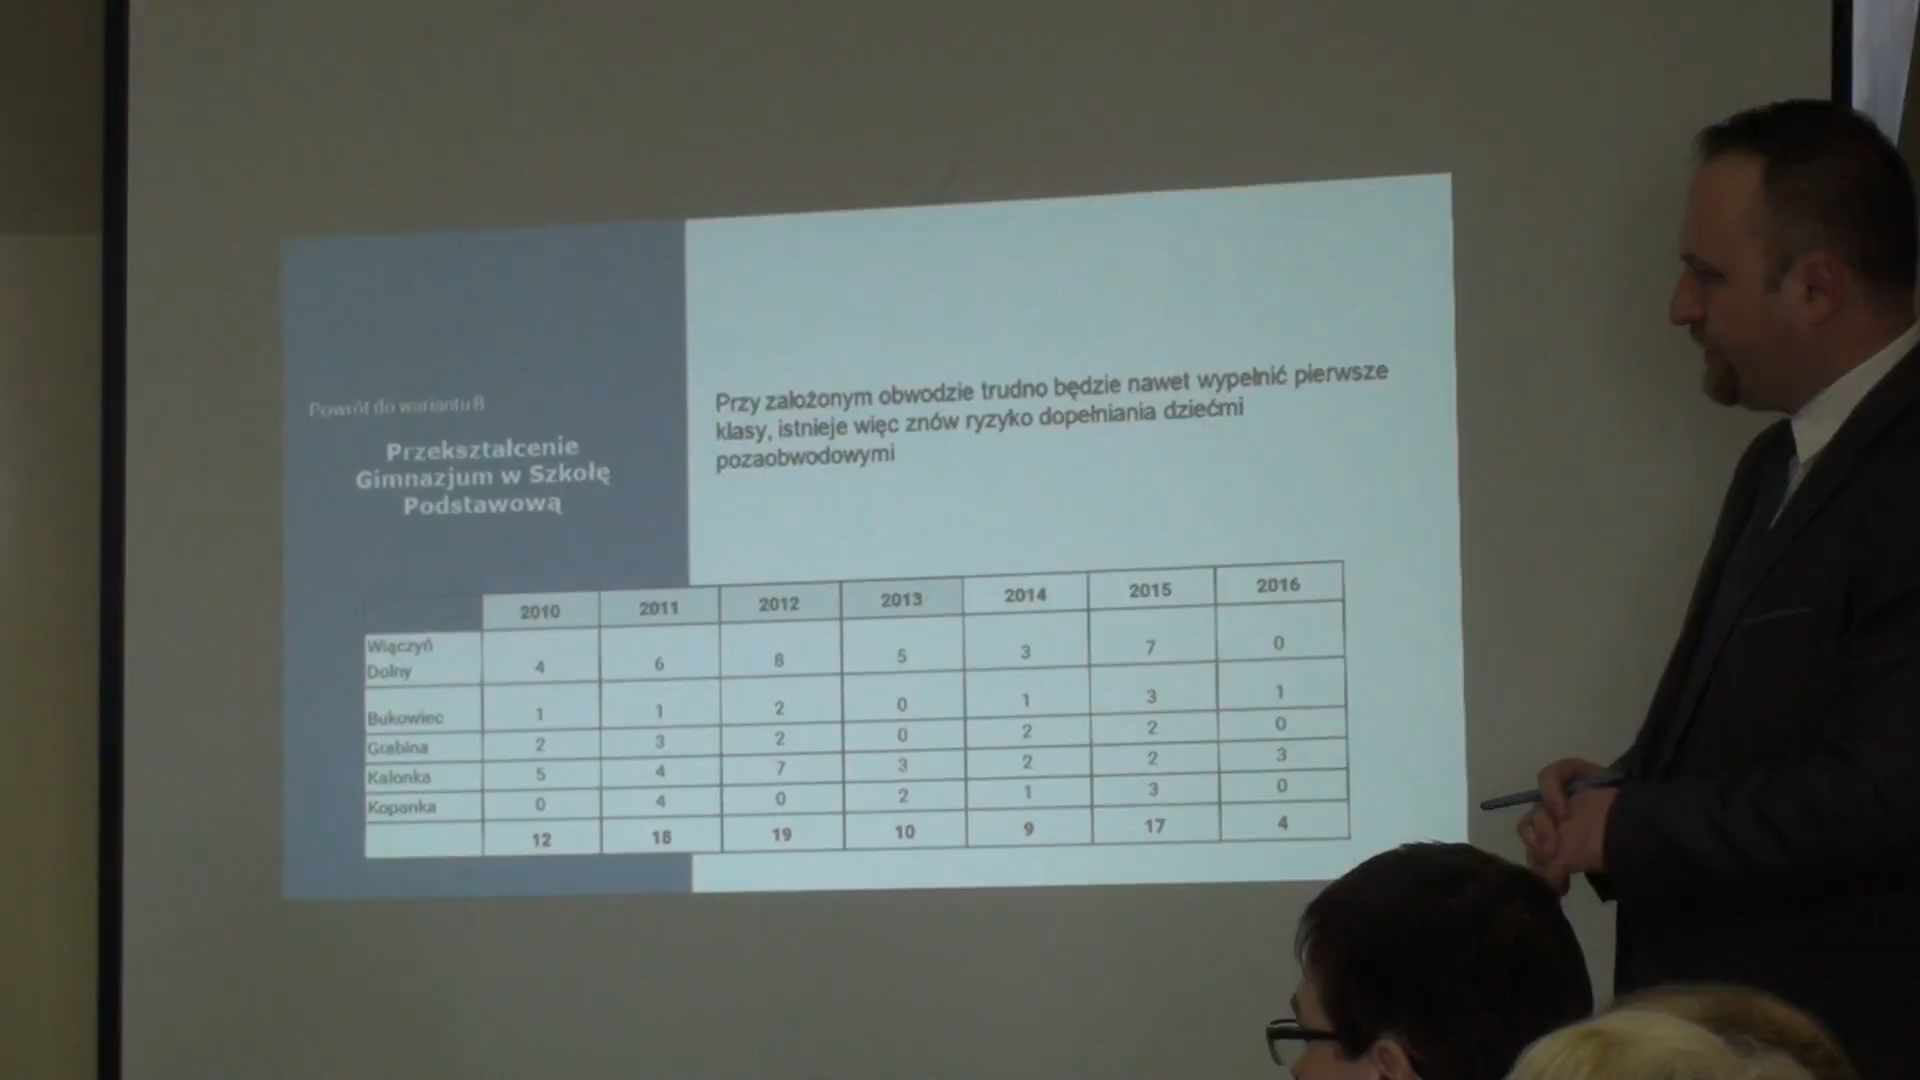 Powrót do wariantu B
Przekształcenie
Gimnazjum w Szkołę
Podstawową
Przy założonym obwodzie trudno będzie nawet wypełnić pierwsze
klasy, istnieje więc znów ryzyko dopełniania dziećmi
pozaobwodowymi
2010 2011 2012 2013 2014 2015 2016
Wiączyń
Dolny 4 6 8 5 3 7 0
Bukowiec 1 1 2 0 1 3 1
Grabina 2 3 2 0 2 2 0
Kalonka 5 4 7 3 2 2 3
Kopanka 0 4 0 2 1 3 0
12 18 19 10 9 17 4